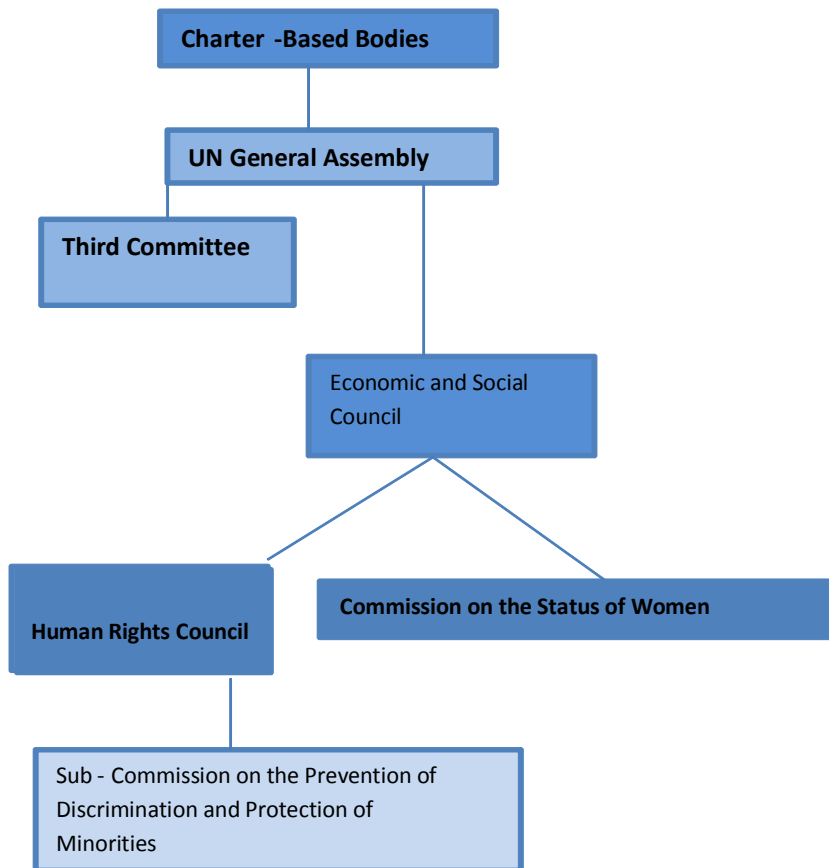 Charter -Based Bodies
UN General Assembly
Third Committee
Economic and Social
Council
Human Rights Council
Commission on the Status of Women
Sub - Commission on the Prevention of
Discrimination and Protection of
Minorities